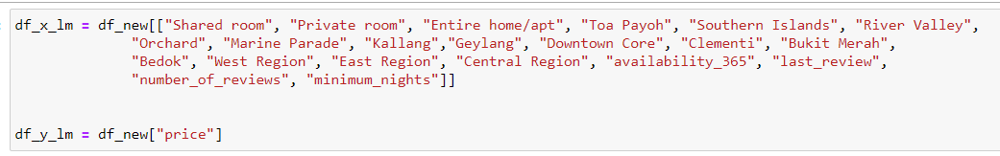 df_x_lm = df_new[["Shared room", "Private room", "Entire home/apt", "Toa Payoh", "Southern Islands", "River Valley",
"Orchard", "Marine Parade", "Kallang","Geylang", "Downtown Core", "Clementi", "Bukit Merah",
"Bedok", "West Region", "East Region", "Central Region", "availability_365", "last_review",
"number_of_reviews", "minimum_nights"]]
df_y_lm = df_new["price"]